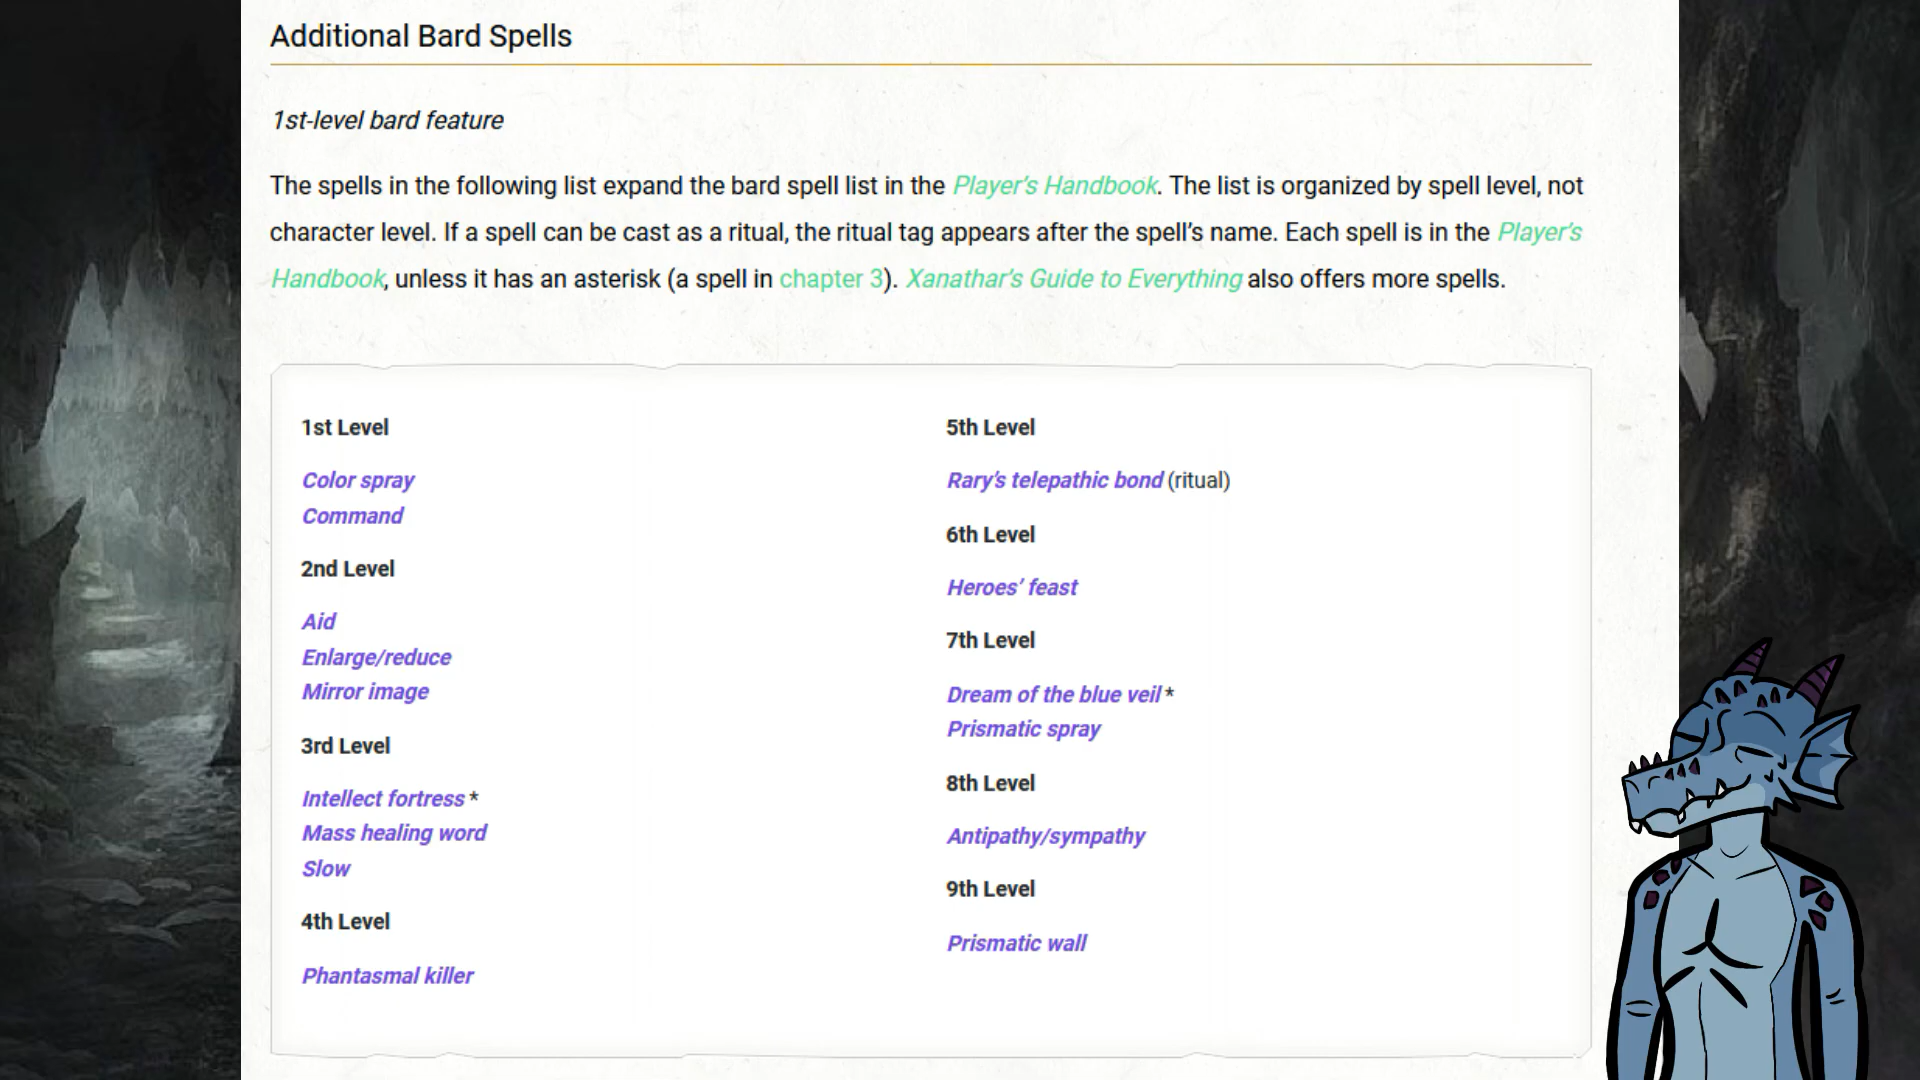 Additional Bard Spells
1st-level bard feature
The spells in the following list expand the bard spell list in the Player’s Handbook. The list is organized by spell level, not
character level. If a spell can be cast as a ritual, the ritual tag appears after the spell’s name. Each spell is in the Player’s
Handbook, unless it has an asterisk (a spell in chapter 3). Xanathar’s Guide to Everything also offers more spells.
1st Level
Color spray
Command
2nd Level
Aid
Enlarge/reduce
Mirror image
3rd Level
Intellect fortress *
Mass healing word
Slow
4th Level
Phantasmal killer
5th Level
Rary’s telepathic bond (ritual)
6th Level
Heroes’ feast
7th Level
Dream of the blue veil *
Prismatic spray
8th Level
Antipathy/sympathy
9th Level
Prismatic wall